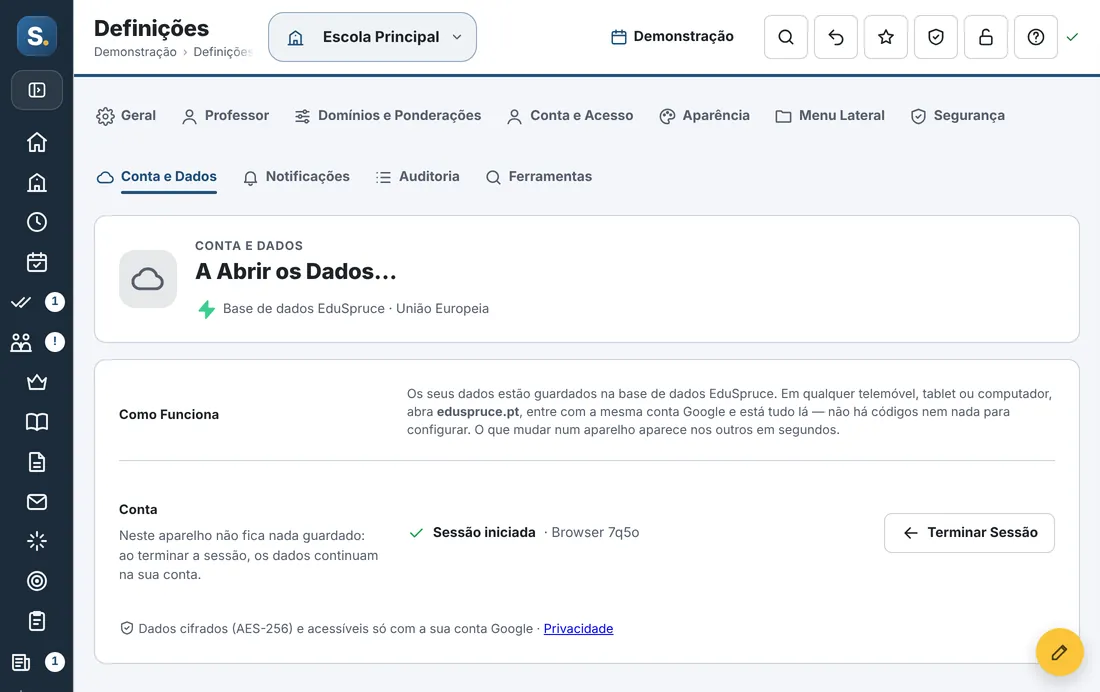 S.
Definições
Demonstração › Definições
Escola Principal
Demonstração
Geral
Professor
Domínios e Ponderações
Conta e Acesso
Aparência
Menu Lateral
Segurança
Conta e Dados
Notificações
Auditoria
Ferramentas
1
!
1
CONTA E DADOS
A Abrir os Dados...
Base de dados EduSpruce · União Europeia
Como Funciona
Os seus dados estão guardados na base de dados EduSpruce. Em qualquer telemóvel, tablet ou computador,
abra eduspruce.pt, entre com a mesma conta Google e está tudo lá — não há códigos nem nada para
configurar. O que mudar num aparelho aparece nos outros em segundos.
Conta
Neste aparelho não fica nada guardado:
ao terminar a sessão, os dados continuam
na sua conta.
Sessão iniciada · Browser 7q5o
Terminar Sessão
Dados cifrados (AES-256) e acessíveis só com a sua conta Google · Privacidade